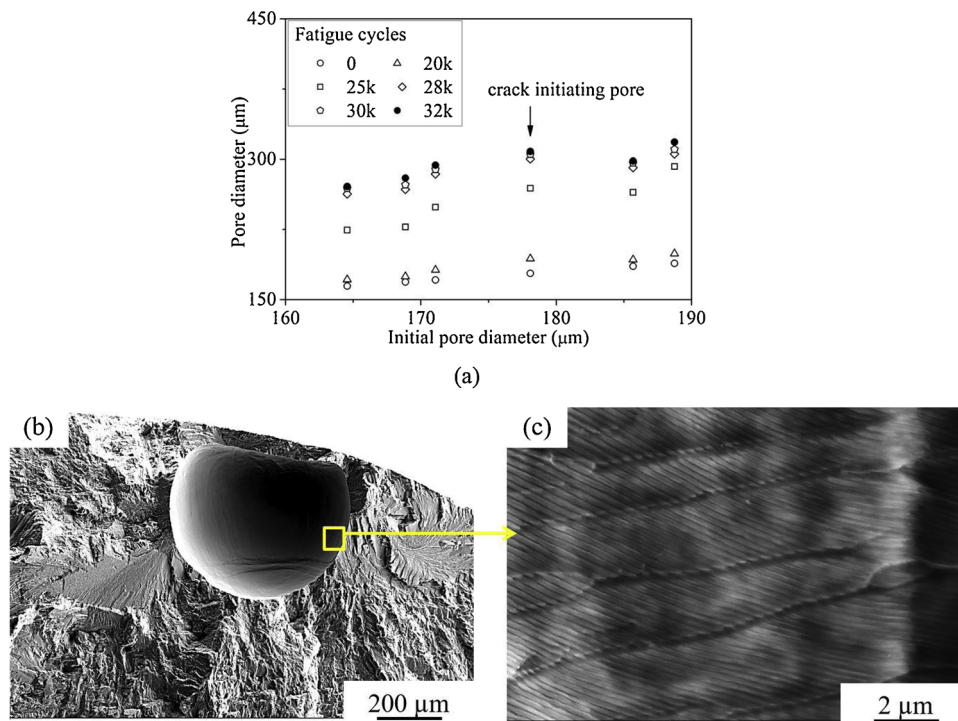 450
Fatigue cycles
0 20k
25k 28k
30k 32k
crack initiating pore
300
150
Pore diameter (μm)
160 170 180 190
Initial pore diameter (μm)
(a)
(b)
(c)
200 μm
2 μm